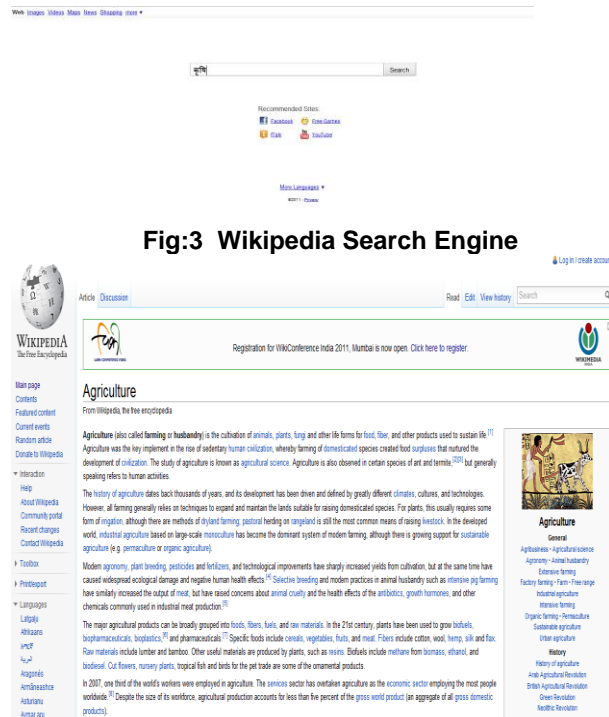 Web Images Videos Maps News Shopping more ▼
कृषि Search
Recommended Sites:
Facebook Free Games
YouTube
More Languages ▼
©2011 - Privacy
Fig:3 Wikipedia Search Engine
Log in / create accoun
Article Discussion Read Edit View history Search
Registration for WikiConference India 2011, Mumbai is now open. Click here to register.
WIKIMEDIA
WIKIPEDIA
The Free Encyclopedia
Main page
Contents
Featured content
Current events
Random article
Donate to Wikipedia
Interaction
Help
About Wikipedia
Community portal
Recent changes
Contact Wikipedia
Toolbox
Print/export
Languages
Latgaļu
Afrikaans
አማርኛ
العربية
Aragonés
Armãneashce
Asturianu
Avañe'ẽ
Agriculture
From Wikipedia, the free encyclopedia
Agriculture (also called farming or husbandry) is the cultivation of animals, plants, fungi and other life forms for food, fiber, and other products used to sustain life.[1]
Agriculture was the key implement in the rise of sedentary human civilization, whereby farming of domesticated species created food surpluses that nurtured the
development of civilization. The study of agriculture is known as agricultural science. Agriculture is also observed in certain species of ant and termite,[2][3] but generally
speaking refers to human activities.
The history of agriculture dates back thousands of years, and its development has been driven and defined by greatly different climates, cultures, and technologies.
However, all farming generally relies on techniques to expand and maintain the lands suitable for raising domesticated species. For plants, this usually requires some
form of irrigation, although there are methods of dryland farming; pastoral herding on rangeland is still the most common means of raising livestock. In the developed
world, industrial agriculture based on large-scale monoculture has become the dominant system of modern farming, although there is growing support for sustainable
agriculture (e.g. permaculture or organic agriculture).
Modern agronomy, plant breeding, pesticides and fertilizers, and technological improvements have sharply increased yields from cultivation, but at the same time have
caused widespread ecological damage and negative human health effects.[4] Selective breeding and modern practices in animal husbandry such as intensive pig farming
have similarly increased the output of meat, but have raised concerns about animal cruelty and the health effects of the antibiotics, growth hormones, and other
chemicals commonly used in industrial meat production.[5]
The major agricultural products can be broadly grouped into foods, fibers, fuels, and raw materials. In the 21st century, plants have been used to grow biofuels,
biopharmaceuticals, bioplastics,[6] and pharmaceuticals.[7] Specific foods include cereals, vegetables, fruits, and meat. Fibers include cotton, wool, hemp, silk and flax.
Raw materials include lumber and bamboo. Other useful materials are produced by plants, such as resins. Biofuels include methane from biomass, ethanol, and
biodiesel. Cut flowers, nursery plants, tropical fish and birds for the pet trade are some of the ornamental products.
In 2007, one third of the world's workers were employed in agriculture. The services sector has overtaken agriculture as the economic sector employing the most people
worldwide.[8] Despite the size of its workforce, agricultural production accounts for less than five percent of the gross world product (an aggregate of all gross domestic
products).
Agriculture
General
Agribusiness · Agricultural science
Agronomy · Animal husbandry
Extensive farming
Factory farming · Farm · Free range
Industrial agriculture
Intensive farming
Organic farming · Permaculture
Sustainable agriculture
Urban agriculture
History
History of agriculture
Arab Agricultural Revolution
British Agricultural Revolution
Green Revolution
Neolithic Revolution